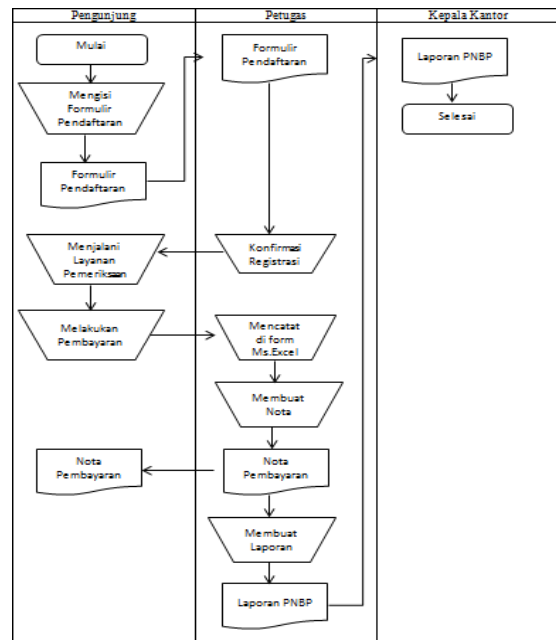 Pengunjung
Petugas
Kepala Kantor
Mulai
Mengisi
Formulir
Pendaftaran
Formulir
Pendaftaran
Menjalani
Layanan
Pemeriksaan
Melakukan
Pembayaran
Nota
Pembayaran
Formulir
Pendaftaran
Konfirmasi
Registrasi
Mencatat
di form
Ms.Excel
Membuat
Nota
Nota
Pembayaran
Membuat
Laporan
Laporan PNBP
Laporan PNBP
Selesai